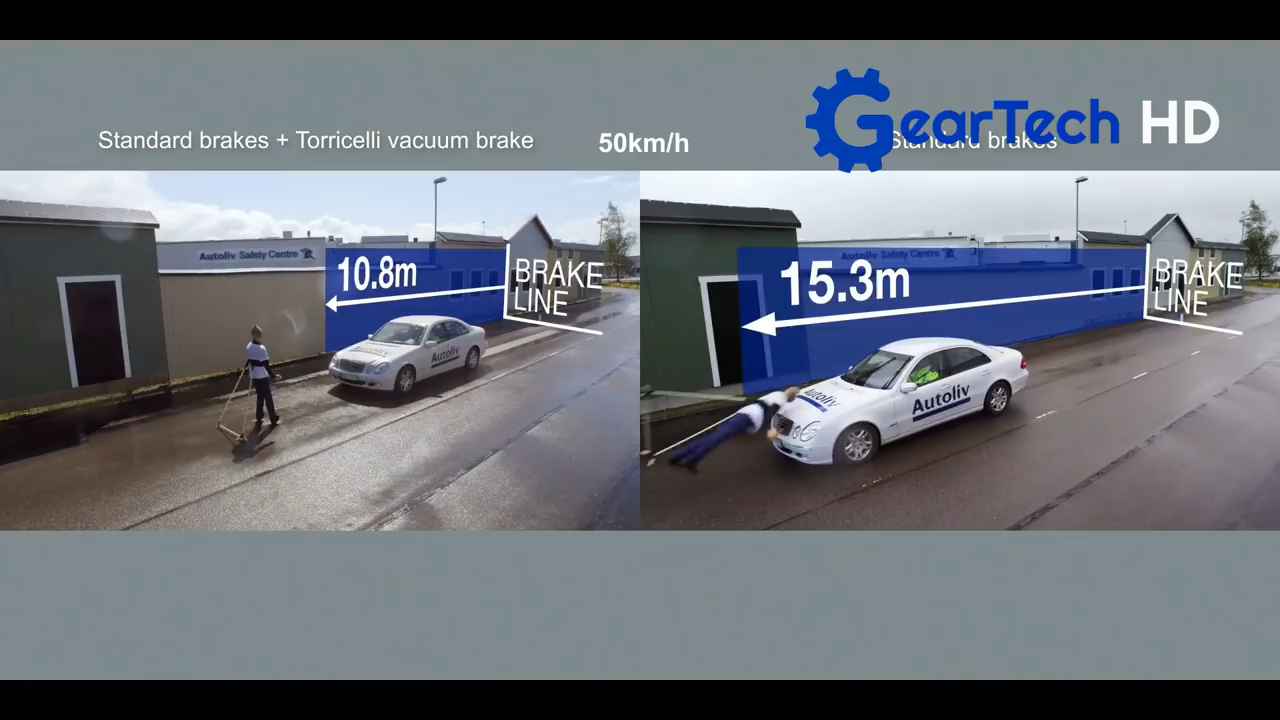 GearTech HD
Standard brakes + Torricelli vacuum brake
50km/h
Standard brakes
Autoliv Safety Centre
10.8m
BRAKE
LINE
Autoliv
Autoliv
Autoliv Safety Centre
15.3m
BRAKE
LINE
Autoliv
Autoliv